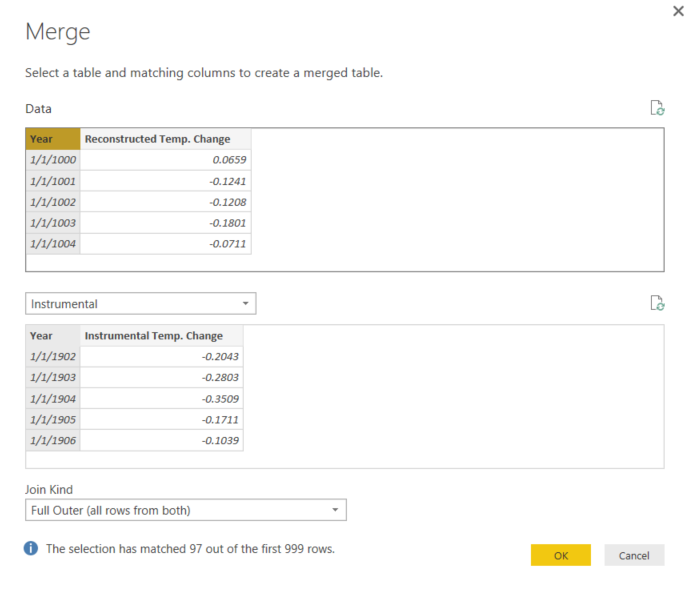 Merge
Select a table and matching columns to create a merged table.
Data
Year Reconstructed Temp. Change
1/1/1000 0.0659
1/1/1001 -0.1241
1/1/1002 -0.1208
1/1/1003 -0.1801
1/1/1004 -0.0711
Instrumental
Year Instrumental Temp. Change
1/1/1902 -0.2043
1/1/1903 -0.2803
1/1/1904 -0.3509
1/1/1905 -0.1711
1/1/1906 -0.1039
Join Kind
Full Outer (all rows from both)
The selection has matched 97 out of the first 999 rows.
OK Cancel